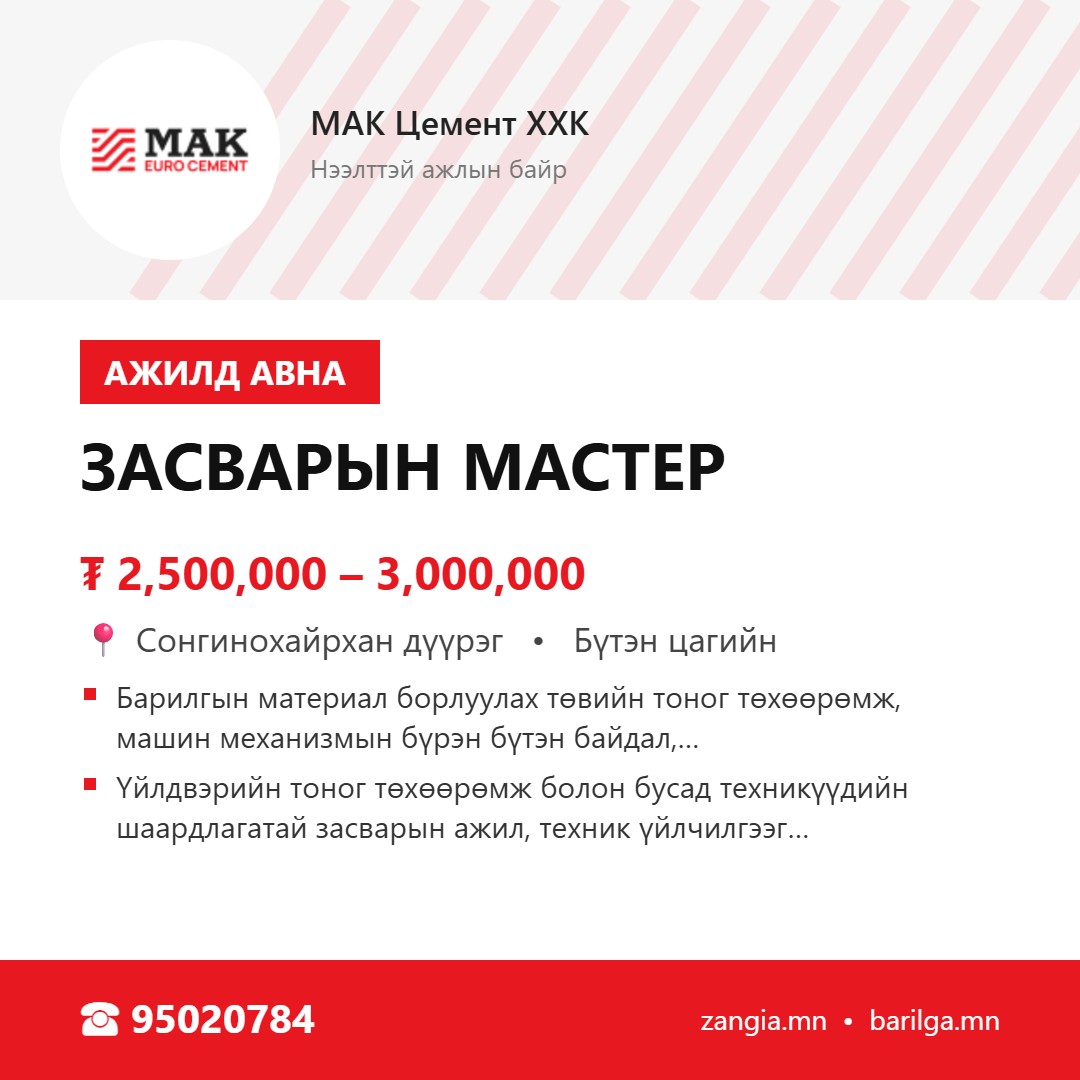 МАК
EURO CEMENT
МАК Цемент ХХК
Нээлттэй ажлын байр
АЖИЛД АВНА
ЗАСВАРЫН МАСТЕР
₮ 2,500,000 – 3,000,000
Сонгинохайрхан дүүрэг • Бүтэн цагийн
Барилгын материал борлуулах төвийн тоног төхөөрөмж,
машин механизмын бүрэн бүтэн байдал,...
Үйлдвэрийн тоног төхөөрөмж болон бусад техникүүдийн
шаардлагатай засварын ажил, техник үйлчилгээг...
☎ 95020784
zangia.mn • barilga.mn